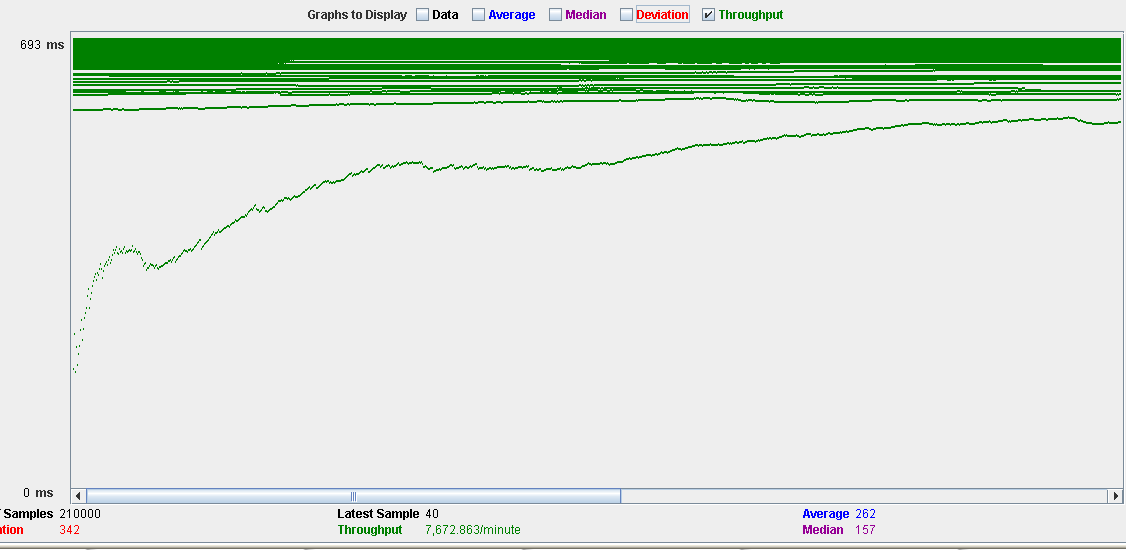 Graphs to Display Data Average Median Deviation Throughput
693 ms
0 ms
Samples 210000 Latest Sample 40 Average 262
342 Throughput 7,672.863/minute Median 157